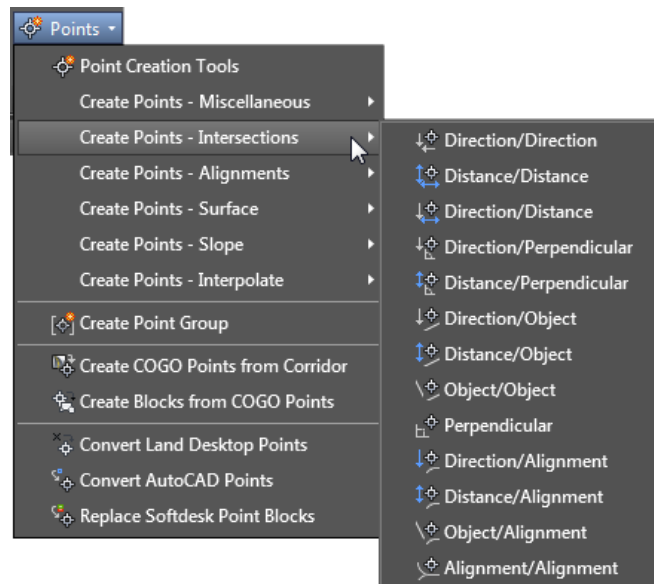 Points
Point Creation Tools
Create Points - Miscellaneous
Create Points - Intersections
Create Points - Alignments
Create Points - Surface
Create Points - Slope
Create Points - Interpolate
Create Point Group
Create COGO Points from Corridor
Create Blocks from COGO Points
Convert Land Desktop Points
Convert AutoCAD Points
Replace Softdesk Point Blocks
Direction/Direction
Distance/Distance
Direction/Distance
Direction/Perpendicular
Distance/Perpendicular
Direction/Object
Distance/Object
Object/Object
Perpendicular
Direction/Alignment
Distance/Alignment
Object/Alignment
Alignment/Alignment